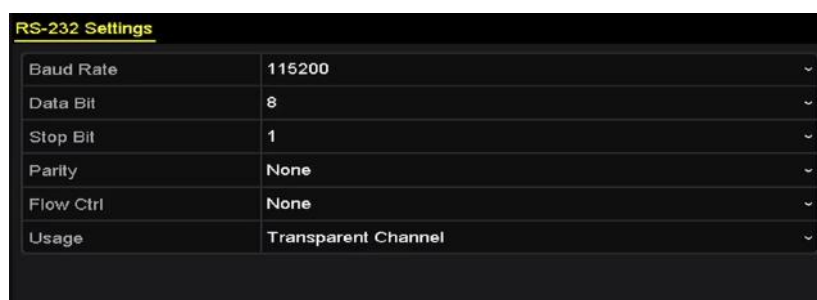 RS-232 Settings
Baud Rate 115200
Data Bit 8
Stop Bit 1
Parity None
Flow Ctrl None
Usage Transparent Channel